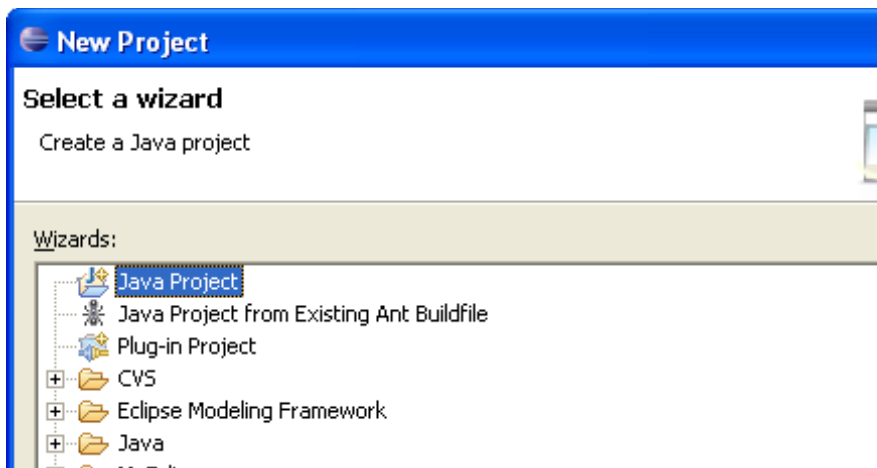 New Project
Select a wizard
Create a Java project
Wizards:
Java Project
Java Project from Existing Ant Buildfile
Plug-in Project
CVS
Eclipse Modeling Framework
Java